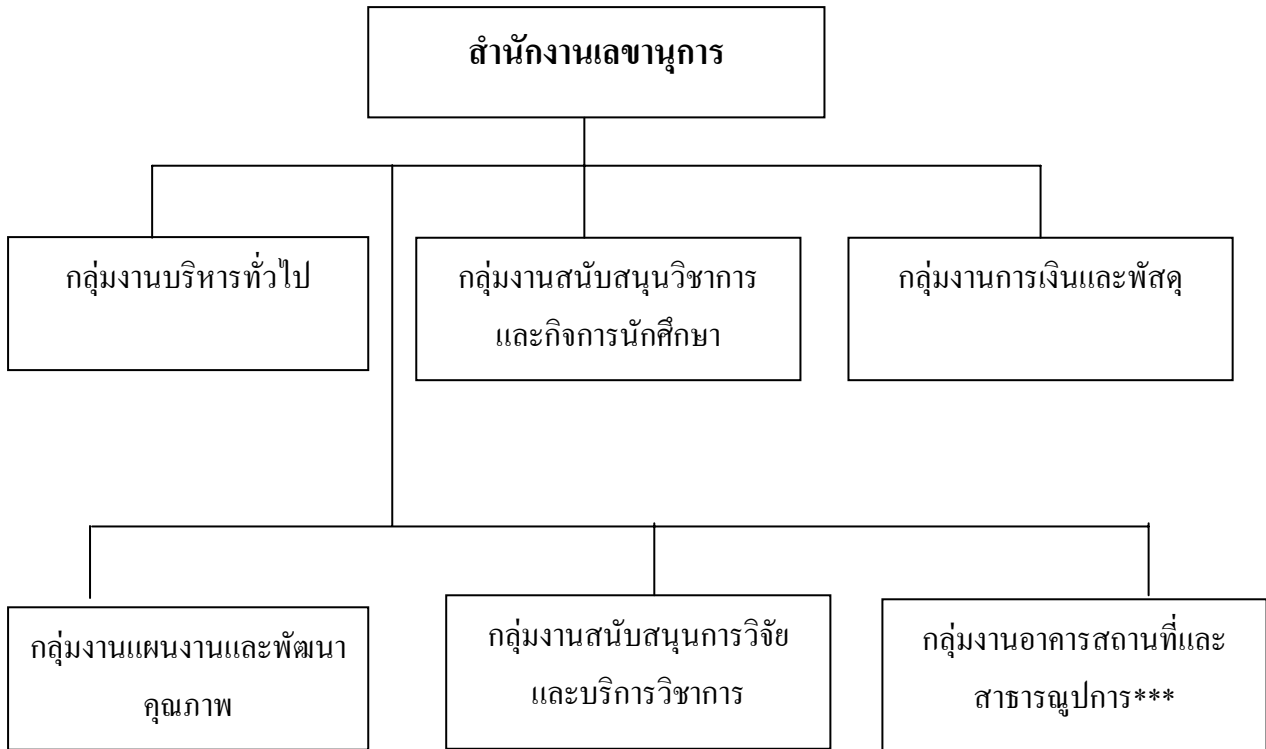 สำนักงานเลขานุการ
กลุ่มงานบริหารทั่วไป
กลุ่มงานสนับสนุนวิชาการ
และกิจการนักศึกษา
กลุ่มงานการเงินและพัสดุ
กลุ่มงานแผนงานและพัฒนา
คุณภาพ
กลุ่มงานสนับสนุนการวิจัย
และบริการวิชาการ
กลุ่มงานอาคารสถานที่และ
สาธารณูปการ***